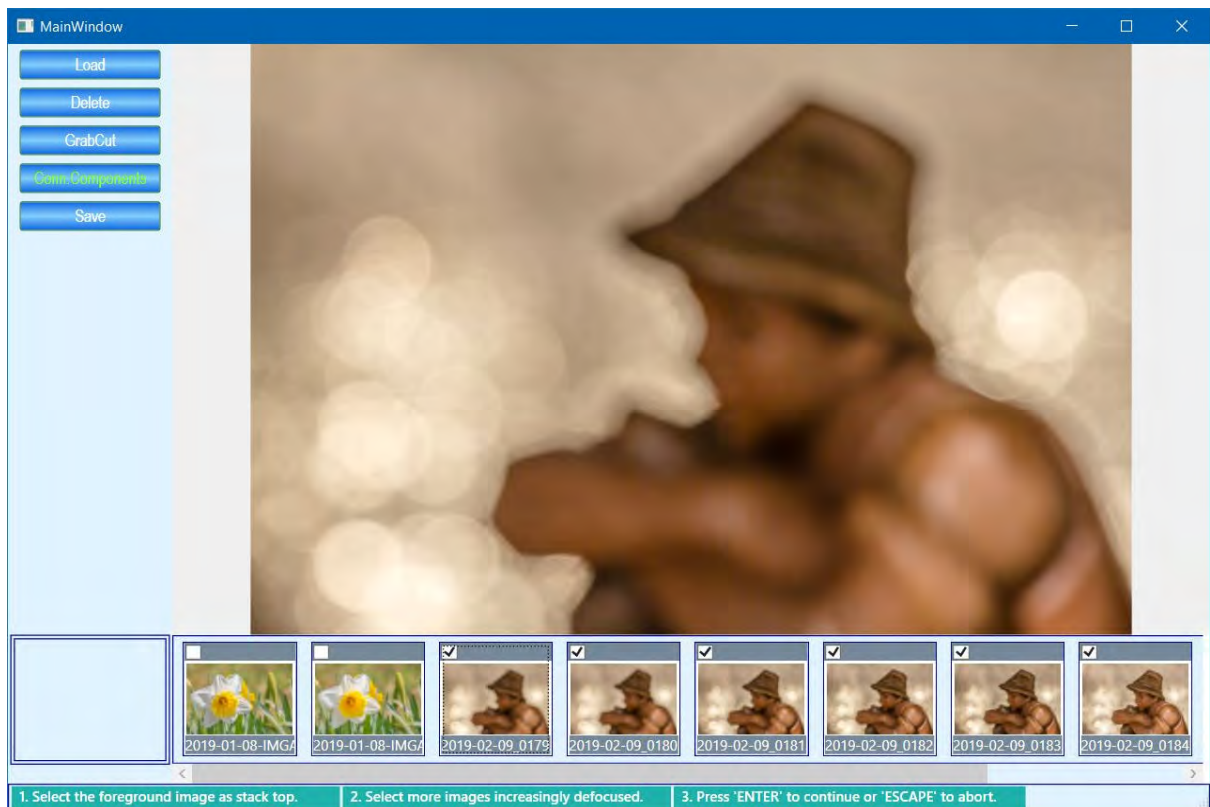 MainWindow
Load
Delete
GrabCut
Conn.Components
Save
2019-01-08-IMGA
2019-01-08-IMGA
2019-02-09_0179
2019-02-09_0180
2019-02-09_0181
2019-02-09_0182
2019-02-09_0183
2019-02-09_0184
1. Select the foreground image as stack top.
2. Select more images increasingly defocused.
3. Press 'ENTER' to continue or 'ESCAPE' to abort.